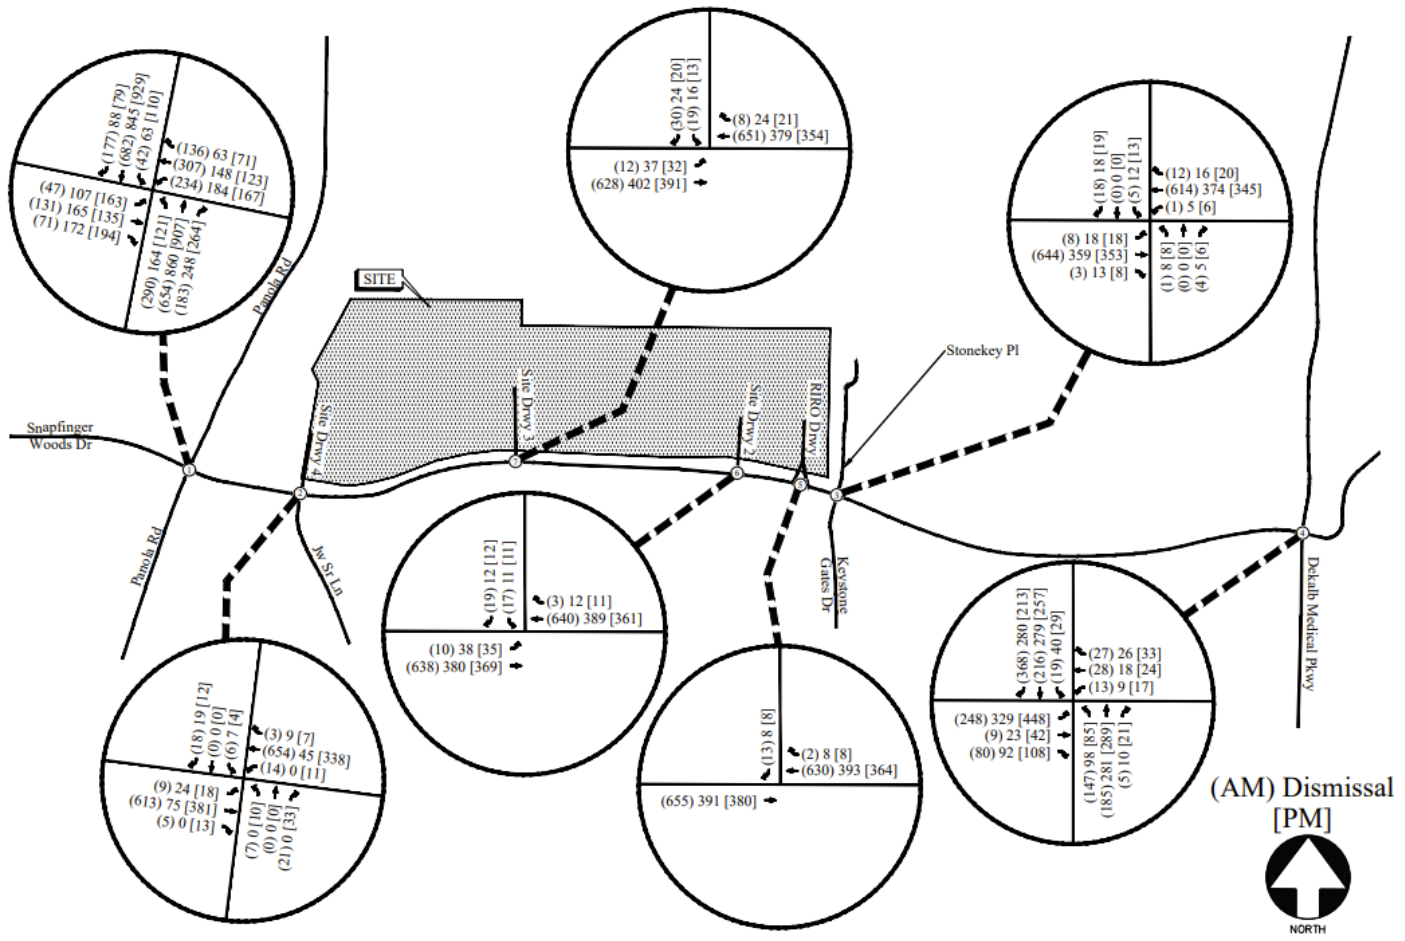 (177) 88 [79]
(682) 845 [929]
(42) 63 [110]
(136) 63 [71]
(307) 148 [123]
(234) 184 [167]
(47) 107 [163]
(131) 165 [135]
(71) 172 [194]
(290) 164 [121]
(654) 860 [907]
(183) 248 [264]
(30) 24 [20]
(19) 16 [13]
(8) 24 [21]
(651) 379 [354]
(12) 37 [32]
(628) 402 [391]
(18) 18 [19]
(0) 0 [0]
(5) 12 [13]
(12) 16 [20]
(614) 374 [345]
(1) 5 [6]
(8) 18 [18]
(644) 359 [353]
(3) 13 [8]
(1) 8 [8]
(0) 0 [0]
(4) 5 [6]
Panola Rd
SITE
Stonekey Pl
Snapfinger
Woods Dr
Site Drwy 4
Site Drwy 3
Site Drwy 2
RIRO Drwy
1
2
7
6
5
3
4
Panola Rd
Jw Sr Ln
Keystone
Gates Dr
Dekalb Medical Pkwy
(19) 12 [12]
(17) 11 [11]
(3) 12 [11]
(640) 389 [361]
(10) 38 [35]
(638) 380 [369]
(368) 280 [213]
(216) 279 [257]
(19) 40 [29]
(27) 26 [33]
(28) 18 [24]
(13) 9 [17]
(248) 329 [448]
(9) 23 [42]
(80) 92 [108]
(147) 98 [85]
(185) 281 [289]
(5) 10 [21]
(18) 19 [12]
(0) 0 [0]
(6) 7 [4]
(3) 9 [7]
(654) 45 [338]
(14) 0 [11]
(9) 24 [18]
(613) 75 [381]
(5) 0 [13]
(7) 0 [10]
(0) 0 [0]
(21) 0 [33]
(13) 8 [8]
(2) 8 [8]
(630) 393 [364]
(655) 391 [380]
(AM) Dismissal
[PM]
NORTH